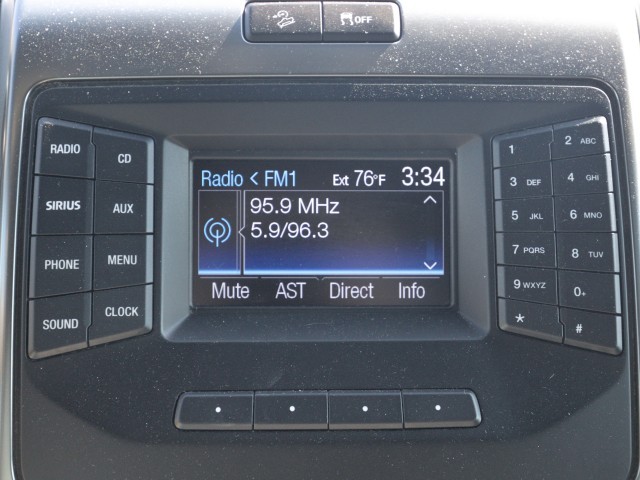 OFF
RADIO
CD
SIRIUS
AUX
PHONE
MENU
SOUND
CLOCK
Radio < FM1 Ext 76°F 3:34
95.9 MHz
5.9/96.3
Mute AST Direct Info
1
2 ABC
3 DEF
4 GHI
5 JKL
6 MNO
7 PQRS
8 TUV
9 WXYZ
0+
*
#